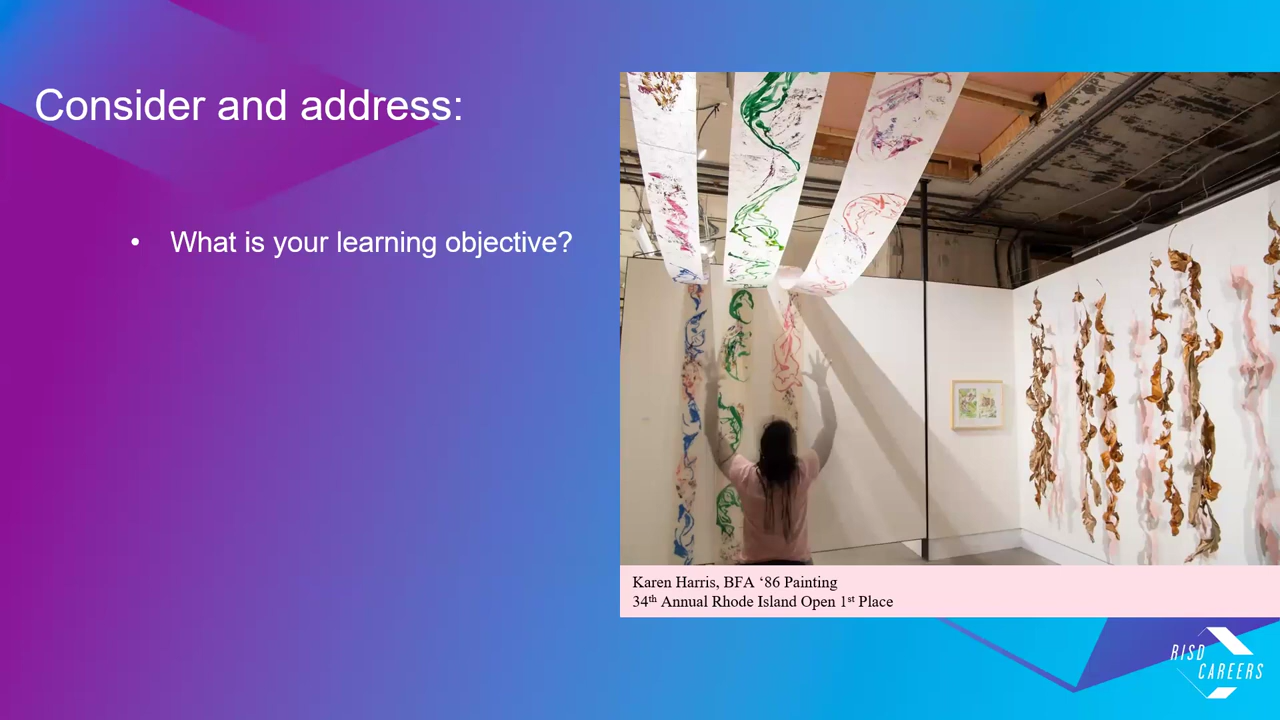 Consider and address:
• What is your learning objective?
Karen Harris, BFA ‘86 Painting
34th Annual Rhode Island Open 1st Place
RISD
CAREERS